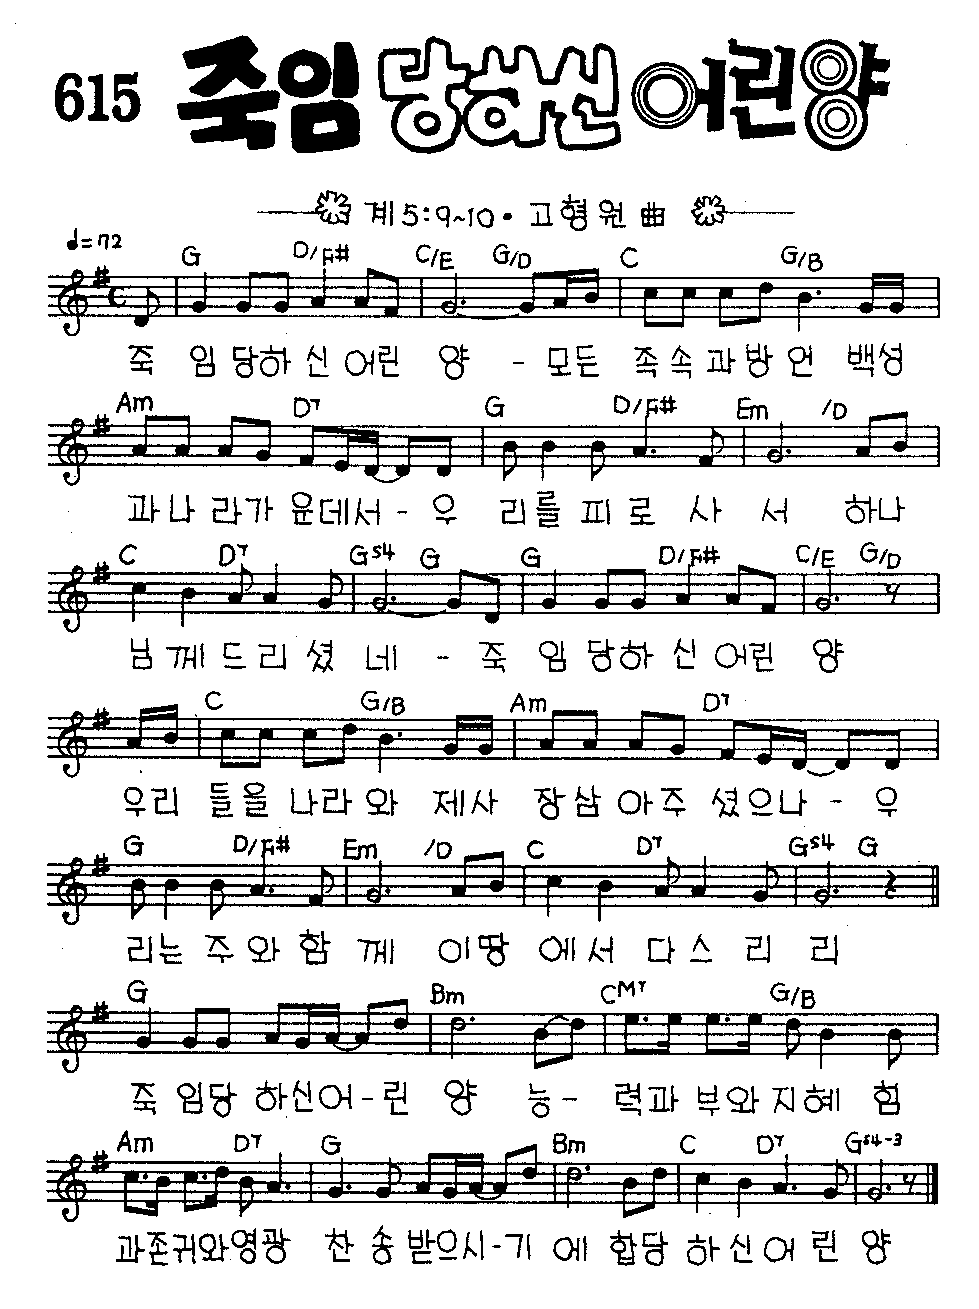 615 죽임 당하신 어린양
계 5:9~10 • 고형원 曲
♩=72
G D/F# C/E G/D C G/B
죽 임 당하 신 어린 양 - 모든 족속과방 언 백성
Am D7 G D/F# Em /D
과나 라가 운데서- 우 리를 피 로 사 서 하나
C D7 Gs4 G G D/F# C/E G/D
님 께 드 리 셨 네 - 죽 임 당하 신 어린 양
C G/B Am D7
우리 들을 나라 와 제사 장삼 아주 셨으나 - 우
G D/F# Em /D C D7 Gs4 G
리는 주와 함 께 이땅 에서 다스 리 리
G Bm CM7 G/B
죽 임당 하신어-린 양 능- 력과 부와지혜 힘
Am D7 G Bm C D7 Gs4-3
과존귀와영광 찬 송 받으시-기 에 합당 하신어 린 양